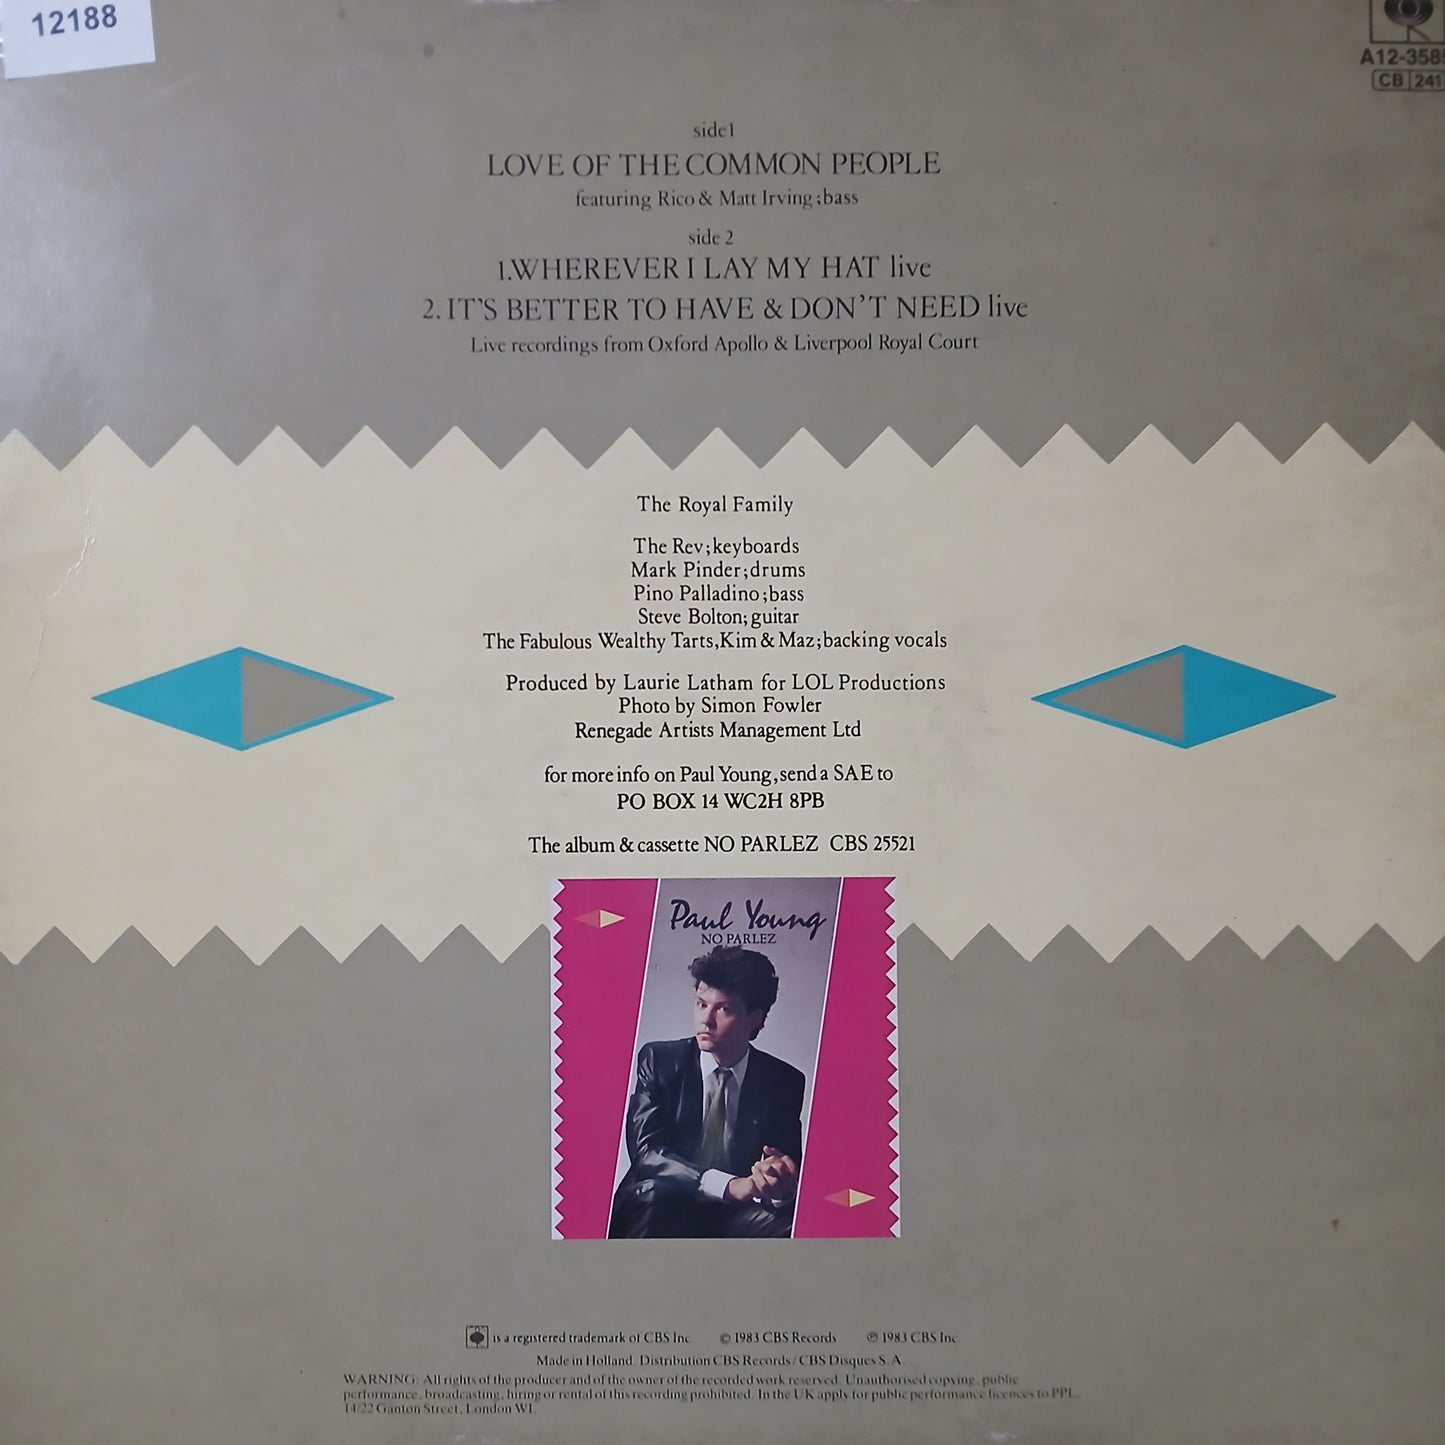 12188
A12-358
CB 241
side 1
LOVE OF THE COMMON PEOPLE
featuring Rico & Matt Irving;bass
side 2
1.WHEREVER I LAY MY HAT live
2. IT'S BETTER TO HAVE & DON'T NEED live
Live recordings from Oxford Apollo & Liverpool Royal Court
The Royal Family
The Rev;keyboards
Mark Pinder;drums
Pino Palladino;bass
Steve Bolton;guitar
The Fabulous Wealthy Tarts,Kim & Maz;backing vocals
Produced by Laurie Latham for LOL Productions
Photo by Simon Fowler
Renegade Artists Management Ltd
for more info on Paul Young,send a SAE to
PO BOX 14 WC2H 8PB
The album & cassette NO PARLEZ CBS 25521
Paul Young
NO PARLEZ
is a registered trademark of CBS Inc. © 1983 CBS Records ℗ 1983 CBS Inc.
Made in Holland. Distribution CBS Records/CBS Disques S.A.
WARNING: All rights of the producer and of the owner of the recorded work reserved. Unauthorised copying, public
performance, broadcasting, hiring or rental of this recording prohibited. In the UK apply for public performance licences to PPL,
14/22 Ganton Street, London W1.